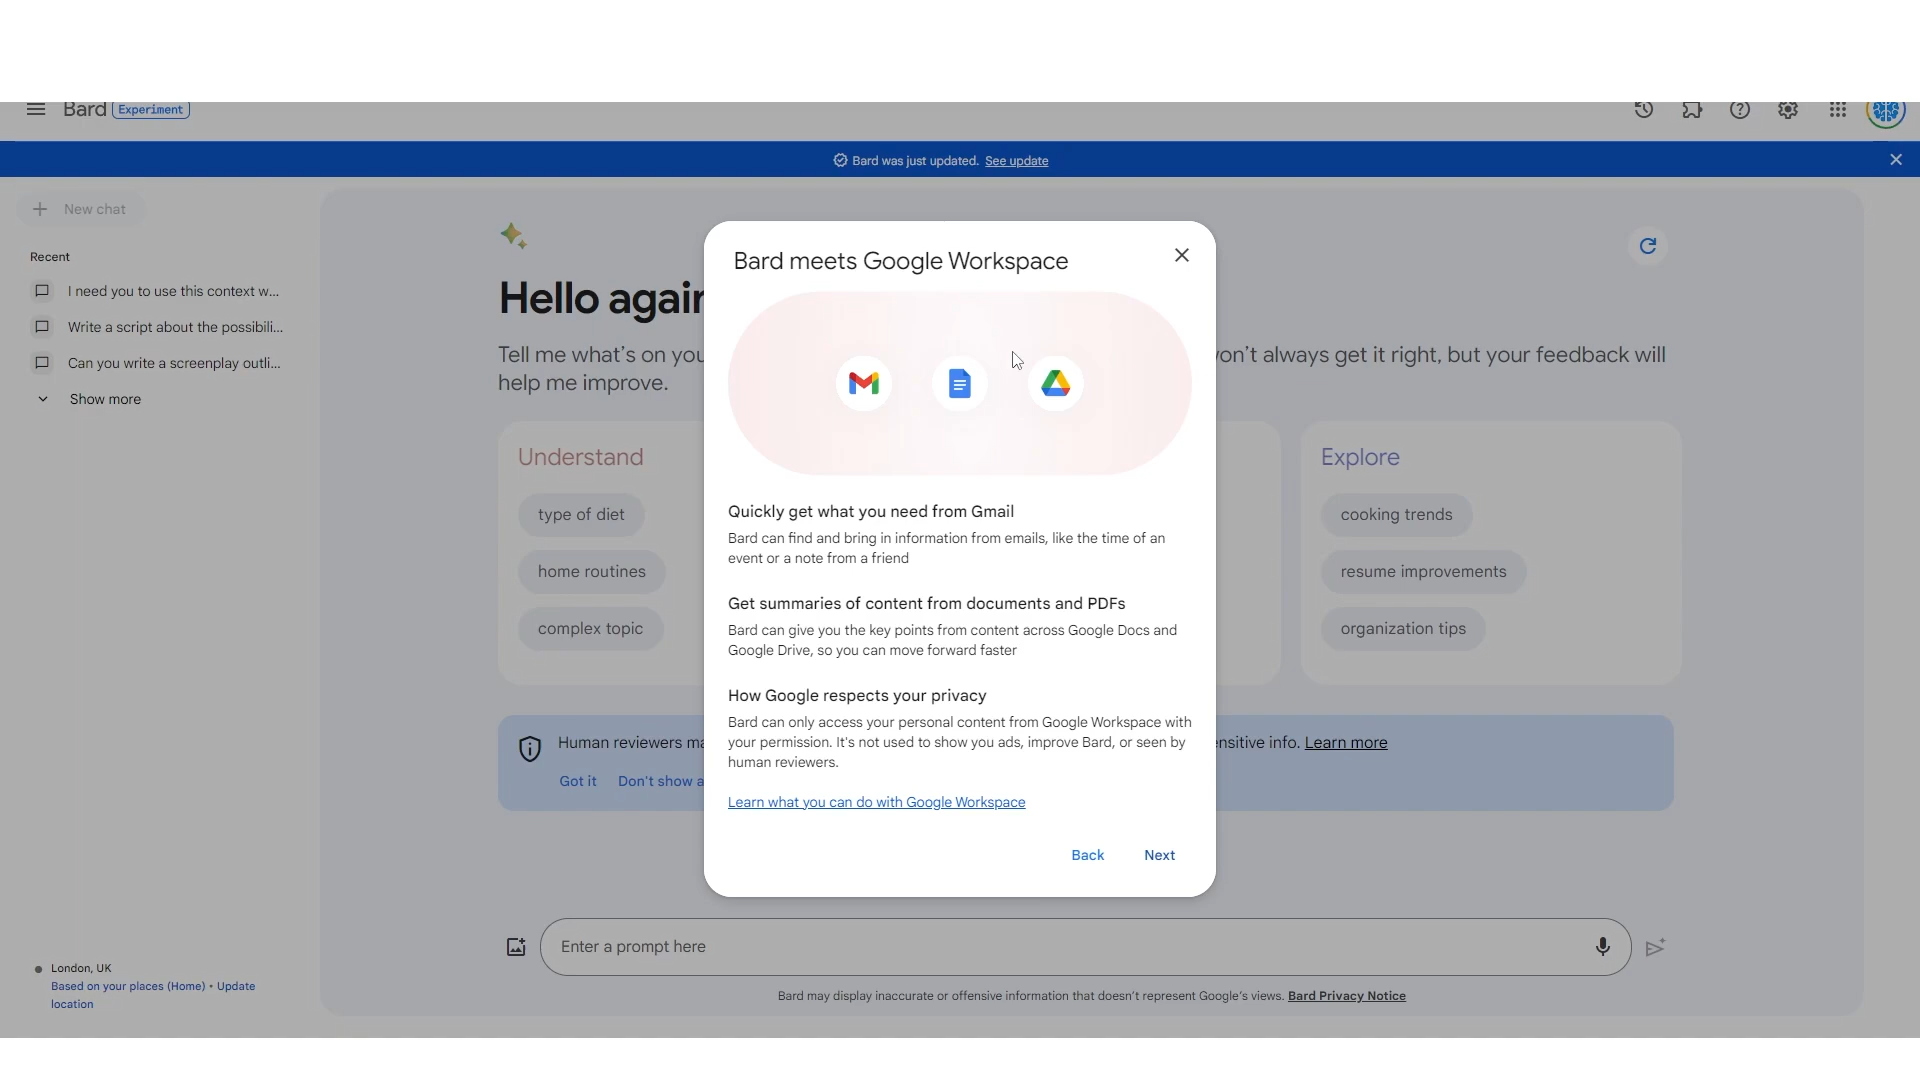 Bard Experiment
Bard was just updated. See update
New chat
Recent
I need you to use this context w...
Write a script about the possibili...
Can you write a screenplay outli...
Show more
London, UK
Based on your places (Home) • Update
location
Hello again
Tell me what's on you
on't always get it right, but your feedback will
help me improve.
Understand
type of diet
home routines
complex topic
Explore
cooking trends
resume improvements
organization tips
Human reviewers ma
nsitive info. Learn more
Got it Don't show a
Bard meets Google Workspace
Quickly get what you need from Gmail
Bard can find and bring in information from emails, like the time of an
event or a note from a friend
Get summaries of content from documents and PDFs
Bard can give you the key points from content across Google Docs and
Google Drive, so you can move forward faster
How Google respects your privacy
Bard can only access your personal content from Google Workspace with
your permission. It's not used to show you ads, improve Bard, or seen by
human reviewers.
Learn what you can do with Google Workspace
Back Next
Enter a prompt here
Bard may display inaccurate or offensive information that doesn't represent Google's views. Bard Privacy Notice